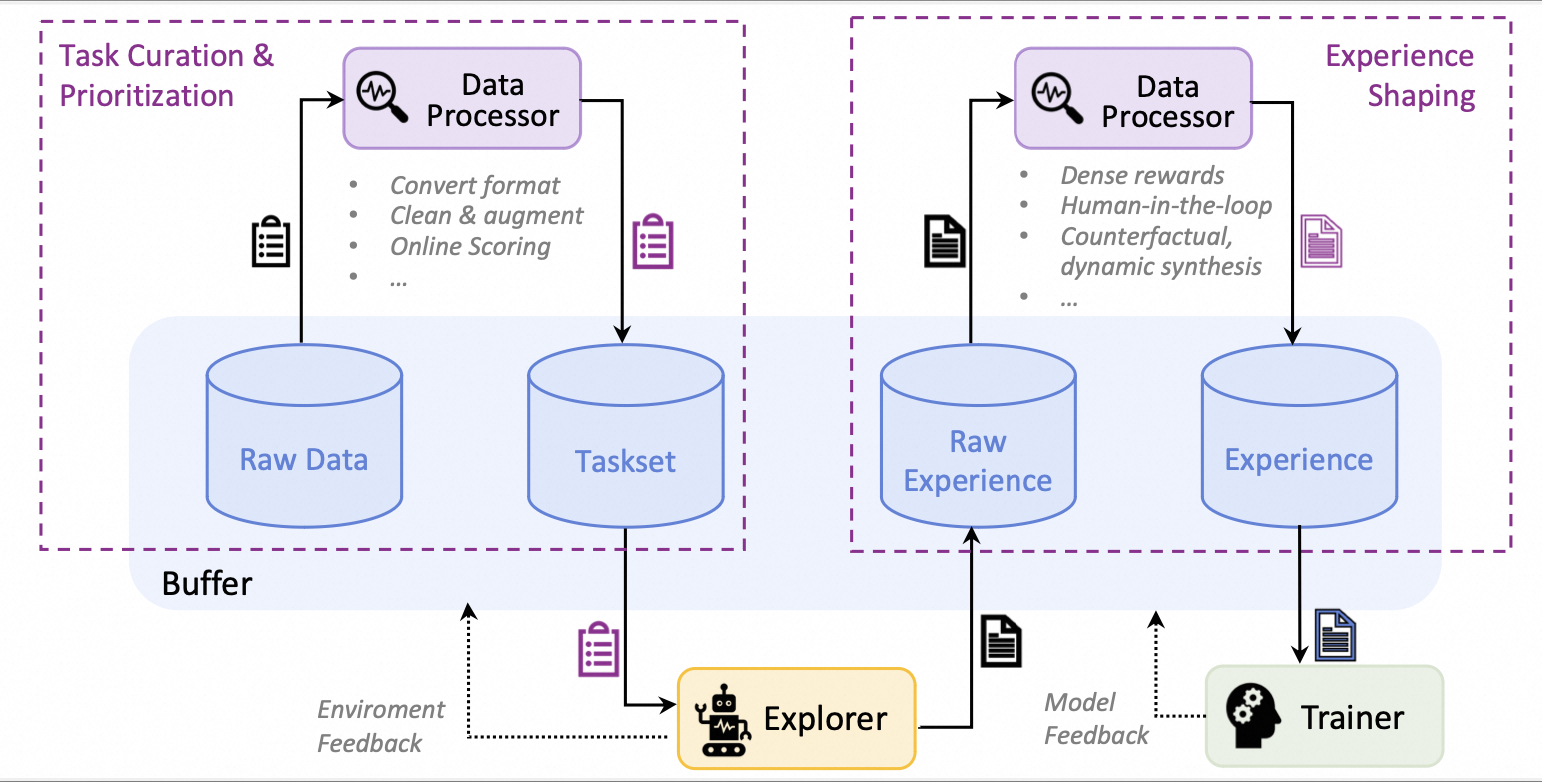 Task Curation &
Prioritization
Data
Processor
• Convert format
• Clean & augment
• Online Scoring
• ...
Experience
Shaping
Data
Processor
• Dense rewards
• Human-in-the-loop
• Counterfactual,
dynamic synthesis
• ...
Raw Data
Taskset
Raw
Experience
Experience
Buffer
Enviroment
Feedback
Explorer
Model
Feedback
Trainer